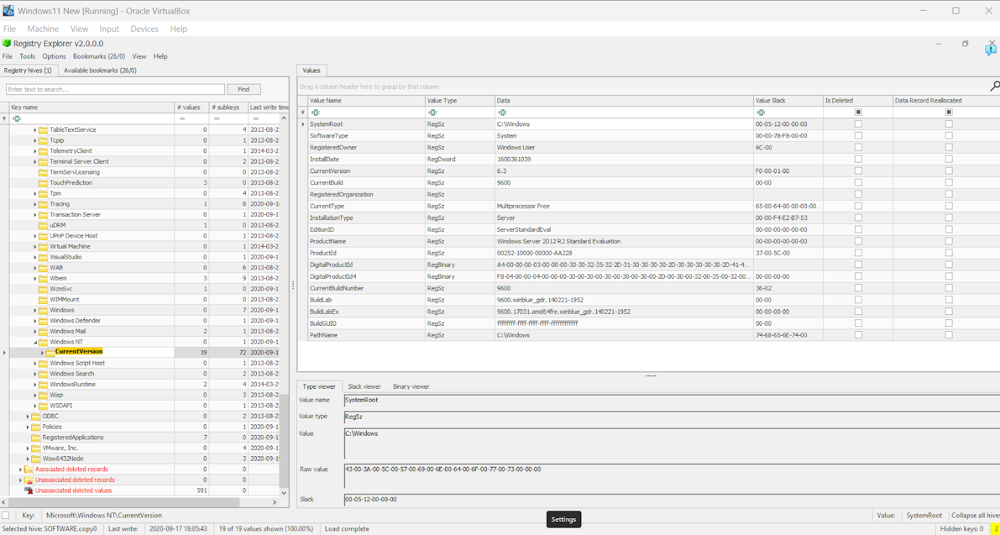 Windows11 New [Running] - Oracle VirtualBox
File Machine View Input Devices Help
Registry Explorer v2.0.0.0
File Tools Options Bookmarks (26/0) View Help
Registry hives (1) Available bookmarks (26/0)
Enter text to search... Find
Key name # values # subkeys Last write time
= = =
TableTextService 0 4 2013-08-2
Tcpip 0 1 2013-08-2
TelemetryClient 0 1 2014-03-2
Terminal Server Client 0 2 2013-08-2
TermServLicensing 0 0 2013-08-2
TouchPrediction 3 0 2013-08-2
Tpm 0 4 2013-08-2
Tracing 1 8 2020-09-18
Transaction Server 0 1 2020-09-1
uDRM 1 0 2013-08-2
UPnP Device Host 0 1 2013-08-2
Virtual Machine 0 1 2014-03-2
VisualStudio 0 1 2020-09-1
WAB 0 6 2013-08-2
Wbem 3 9 2020-09-1
WcmSvc 1 0 2020-09-1
WIMMount 0 0 2013-08-2
Windows 0 7 2020-09-1
Windows Defender 0 1 2020-09-1
Windows Mail 2 1 2013-08-2
Windows NT 0 1 2020-09-1
CurrentVersion 19 72 2020-09-1
Windows Script Host 0 1 2013-08-2
Windows Search 0 2 2013-08-2
WindowsRuntime 2 4 2014-03-2
Wisp 0 3 2013-08-2
WSDAPI 0 1 2013-08-2
ODBC 0 2 2013-08-2
Policies 0 1 2020-09-1
RegisteredApplications 7 0 2020-09-1
VMware, Inc. 0 4 2020-09-1
Wow6432Node 0 3 2020-09-19
Associated deleted records 0 0
Unassociated deleted records 0 0
Unassociated deleted values 591 0
Values
Drag a column header here to group by that column
Value Name Value Type Data Value Slack Is Deleted Data Record Reallocated
SystemRoot RegSz C:\Windows 00-05-12-00-00-00
SoftwareType RegSz System 00-00-78-F8-00-00
RegisteredOwner RegSz Windows User 6C-00
InstallDate RegDword 1600361039
CurrentVersion RegSz 6.3 F0-00-01-00
CurrentBuild RegSz 9600 00-00
RegisteredOrganization RegSz
CurrentType RegSz Multiprocessor Free 65-00-64-00-00-00-00...
InstallationType RegSz Server 00-00-F4-E2-B7-53
EditionID RegSz ServerStandardEval 00-00-00-00-00-00
ProductName RegSz Windows Server 2012 R2 Standard Evaluation 00-00-00-00-00-00
ProductId RegSz 00252-10000-00000-AA228 37-00-5C-00
DigitalProductId RegBinary A4-00-00-00-03-00-00-00-30-30-32-35-32-2D-31-30-30-30-30-2D-30-30-30-30-30-2D-41-4...
DigitalProductId4 RegBinary F8-04-00-00-04-00-00-00-30-00-30-00-30-00-30-00-30-00-2D-00-30-00-32-00-35-00-32-00... 00-00-00-00
CurrentBuildNumber RegSz 9600 36-02
BuildLab RegSz 9600.winblue_gdr.140221-1952 00-00
BuildLabEx RegSz 9600.17031.amd64fre.winblue_gdr.140221-1952 00-00-00-00
BuildGUID RegSz ffffffff-ffff-ffff-ffff-ffffffffffff 00-00
PathName RegSz C:\Windows 74-68-65-6E-74-00
Type viewer Slack viewer Binary viewer
Value name SystemRoot
Value type RegSz
Value C:\Windows
Raw value 43-00-3A-00-5C-00-57-00-69-00-6E-00-64-00-6F-00-77-00-73-00-00-00
Slack 00-05-12-00-00-00
Key: Microsoft\Windows NT\CurrentVersion Value: SystemRoot Collapse all hives
Settings
Selected hive: SOFTWARE.copy0 Last write: 2020-09-17 18:05:43 19 of 19 values shown (100.00%) Load complete Hidden keys: 0 2